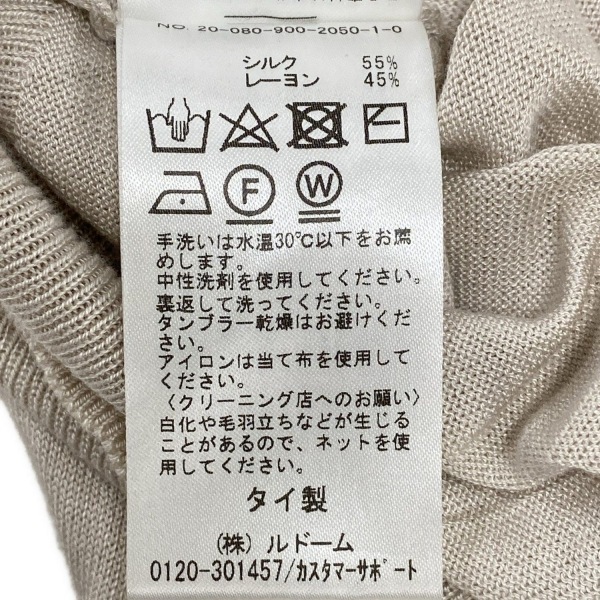 NO. 20-080-900-2050-1-0
シルク 55%
レーヨン 45%
F
W
手洗いは水温30℃以下をお薦
めします。
中性洗剤を使用してください。
裏返して洗ってください。
タンブラー乾燥はお避けくだ
さい。
アイロンは当て布を使用して
ください。
〈クリーニング店へのお願い〉
白化や毛羽立ちなどが生じる
ことがあるので、ネットを使
用してください。
タイ製
(株) ルドーム
0120-301457/カスタマーサポート